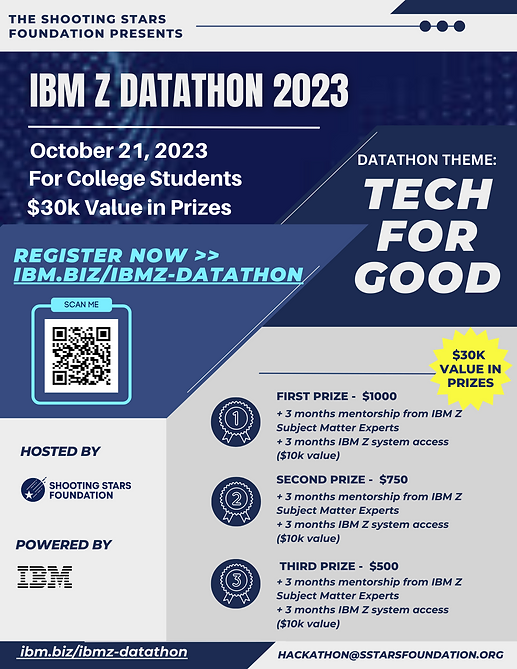 THE SHOOTING STARS
FOUNDATION PRESENTS
IBM Z DATATHON 2023
October 21, 2023
For College Students
$30k Value in Prizes
DATATHON THEME:
TECH
FOR
GOOD
REGISTER NOW >>
IBM.BIZ/IBMZ-DATATHON
SCAN ME
$30K
VALUE IN
PRIZES
1
FIRST PRIZE - $1000
+ 3 months mentorship from IBM Z
Subject Matter Experts
+ 3 months IBM Z system access
($10k value)
2
SECOND PRIZE - $750
+ 3 months mentorship from IBM Z
Subject Matter Experts
+ 3 months IBM Z system access
($10k value)
3
THIRD PRIZE - $500
+ 3 months mentorship from IBM Z
Subject Matter Experts
+ 3 months IBM Z system access
($10k value)
HOSTED BY
SHOOTING STARS
FOUNDATION
POWERED BY
IBM
ibm.biz/ibmz-datathon
HACKATHON@SSTARSFOUNDATION.ORG